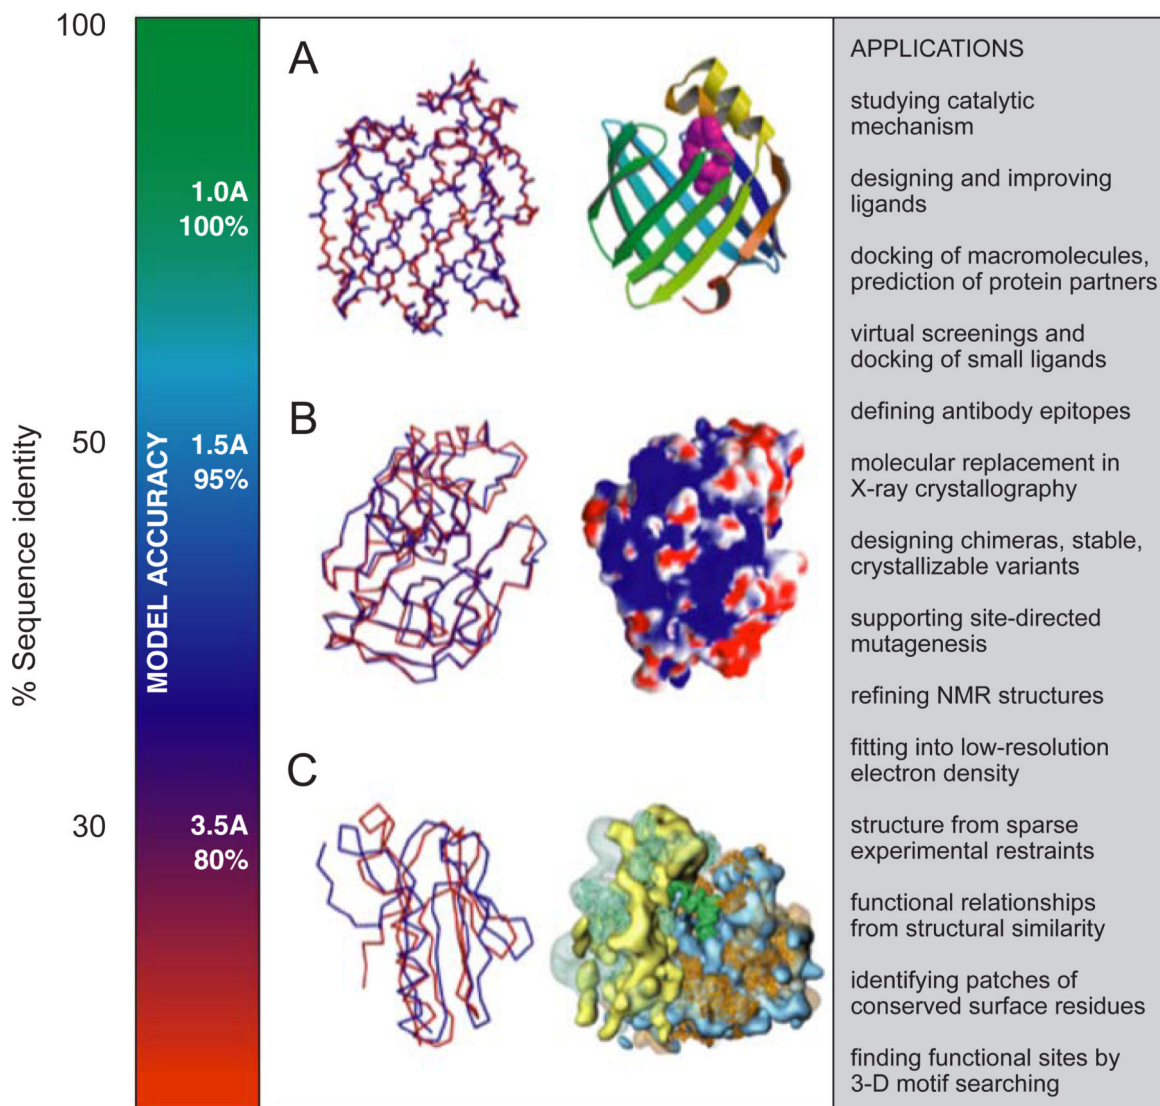 100
50
30
% Sequence identity
MODEL ACCURACY
1.0A
100%
1.5A
95%
3.5A
80%
A
B
C
APPLICATIONS
studying catalytic
mechanism
designing and improving
ligands
docking of macromolecules,
prediction of protein partners
virtual screenings and
docking of small ligands
defining antibody epitopes
molecular replacement in
X-ray crystallography
designing chimeras, stable,
crystallizable variants
supporting site-directed
mutagenesis
refining NMR structures
fitting into low-resolution
electron density
structure from sparse
experimental restraints
functional relationships
from structural similarity
identifying patches of
conserved surface residues
finding functional sites by
3-D motif searching